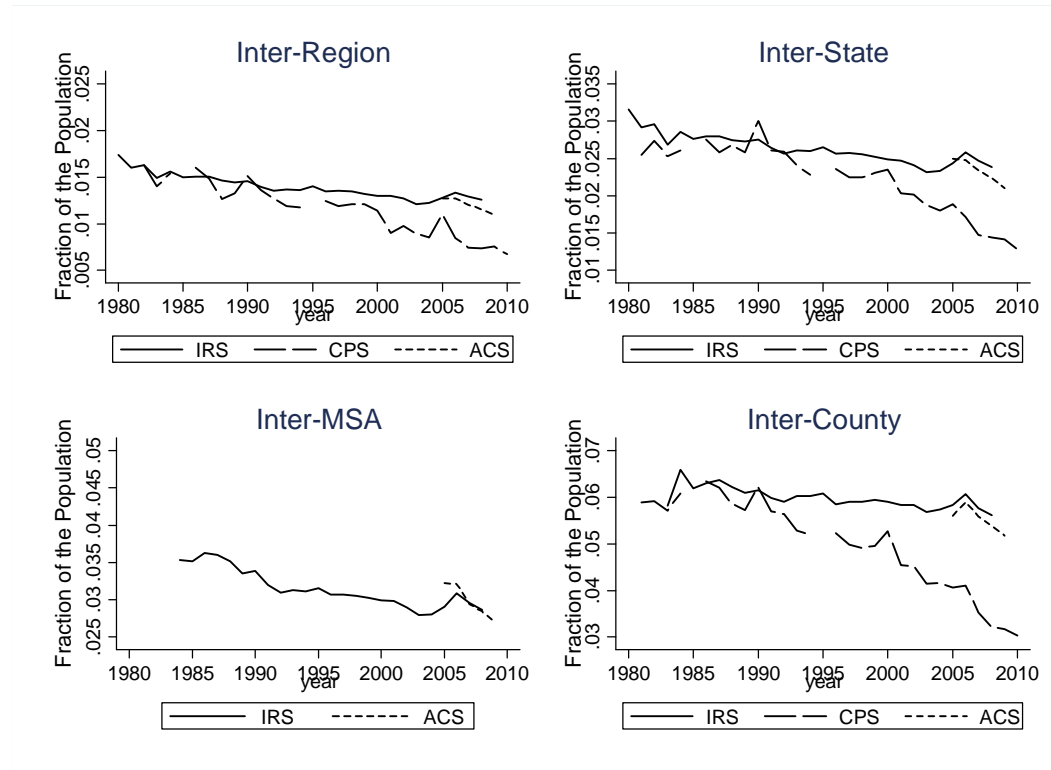 Inter-Region
Fraction of the Population
.005 .01 .015 .02 .025
1980 1985 1990 1995 2000 2005 2010
year
IRS CPS ACS
Inter-State
Fraction of the Population
.01 .015 .02 .025 .03 .035
1980 1985 1990 1995 2000 2005 2010
year
IRS CPS ACS
Inter-MSA
Fraction of the Population
.025 .03 .035 .04 .045 .05
1980 1985 1990 1995 2000 2005 2010
year
IRS ACS
Inter-County
Fraction of the Population
.03 .04 .05 .06 .07
1980 1985 1990 1995 2000 2005 2010
year
IRS CPS ACS